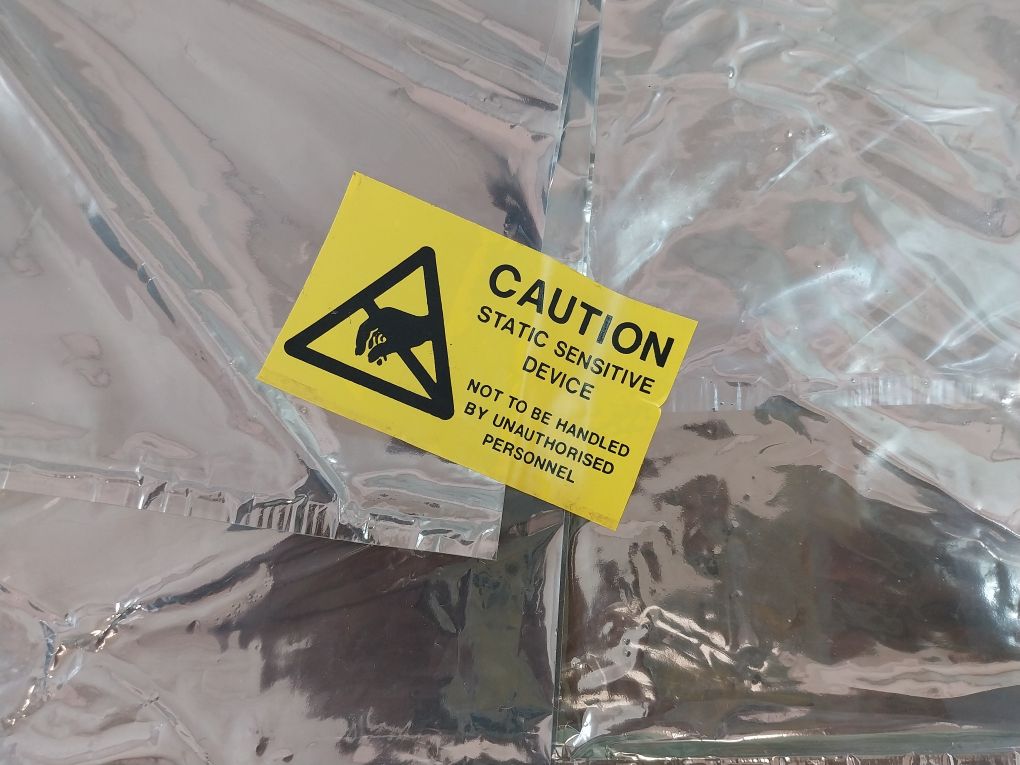 CAUTION
STATIC SENSITIVE
DEVICE
NOT TO BE HANDLED
BY UNAUTHORISED
PERSONNEL